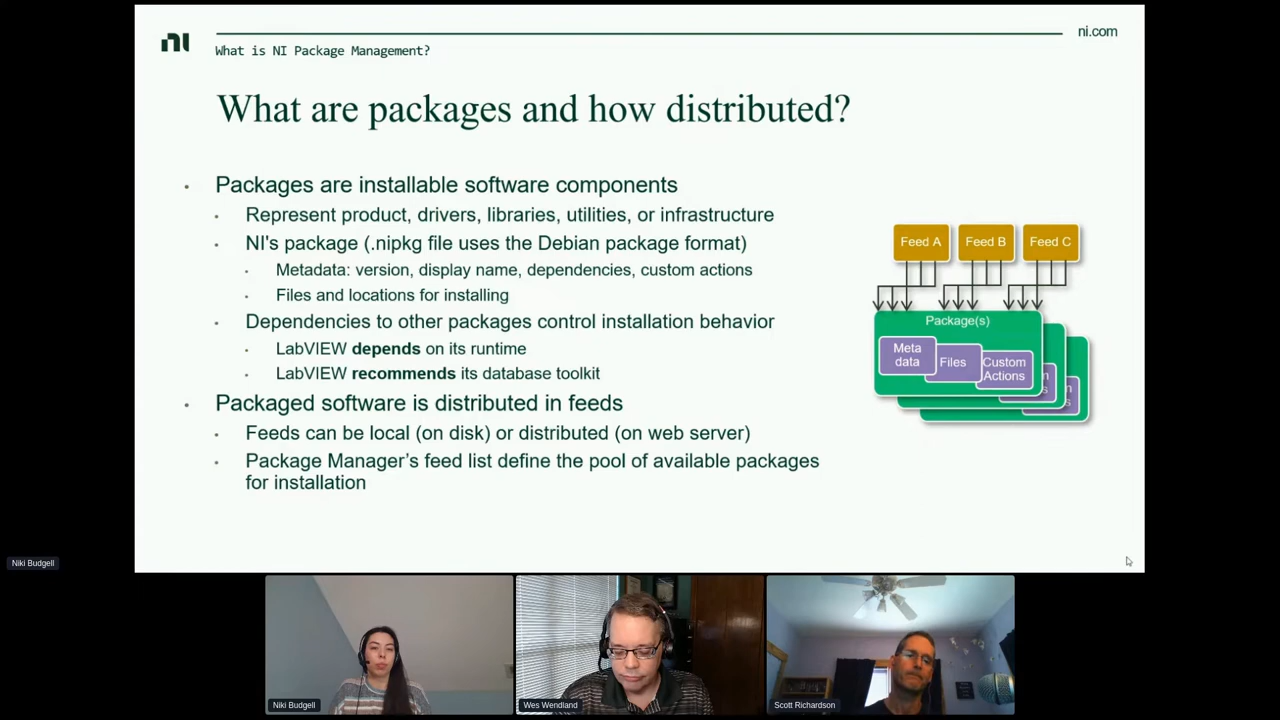 ni
ni.com
What is NI Package Management?
What are packages and how distributed?
• Packages are installable software components
• Represent product, drivers, libraries, utilities, or infrastructure
• NI's package (.nipkg file uses the Debian package format)
• Metadata: version, display name, dependencies, custom actions
• Files and locations for installing
• Dependencies to other packages control installation behavior
• LabVIEW depends on its runtime
• LabVIEW recommends its database toolkit
• Packaged software is distributed in feeds
• Feeds can be local (on disk) or distributed (on web server)
• Package Manager's feed list define the pool of available packages
for installation
Feed A
Feed B
Feed C
Package(s)
Meta
data
Files
Custom
Actions
Niki Budgell
Niki Budgell
Wes Wendland
Scott Richardson